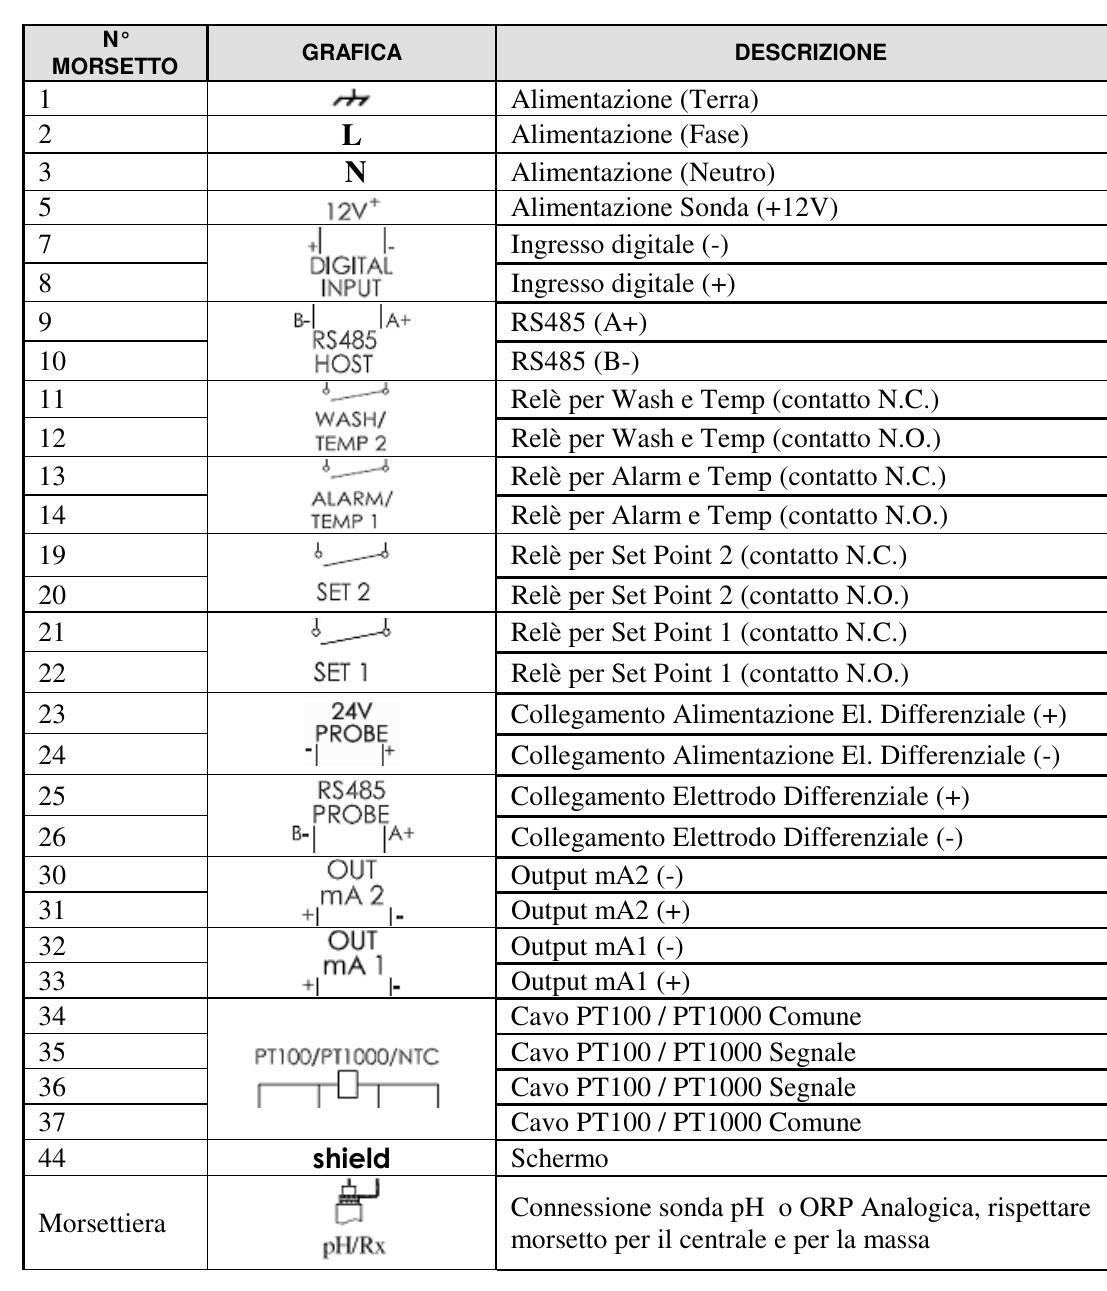 N° MORSETTO GRAFICA DESCRIZIONE
1 Alimentazione (Terra)
2 L Alimentazione (Fase)
3 N Alimentazione (Neutro)
5 12V+ Alimentazione Sonda (+12V)
7 + - Ingresso digitale (-)
DIGITAL
INPUT
8 Ingresso digitale (+)
9 B- A+ RS485 (A+)
RS485
HOST
10 RS485 (B-)
11 Relè per Wash e Temp (contatto N.C.)
WASH/
TEMP 2
12 Relè per Wash e Temp (contatto N.O.)
13 Relè per Alarm e Temp (contatto N.C.)
ALARM/
TEMP 1
14 Relè per Alarm e Temp (contatto N.O.)
19 Relè per Set Point 2 (contatto N.C.)
20 SET 2 Relè per Set Point 2 (contatto N.O.)
21 Relè per Set Point 1 (contatto N.C.)
22 SET 1 Relè per Set Point 1 (contatto N.O.)
23 24V Collegamento Alimentazione El. Differenziale (+)
PROBE
24 - + Collegamento Alimentazione El. Differenziale (-)
25 RS485 Collegamento Elettrodo Differenziale (+)
PROBE
26 B- A+ Collegamento Elettrodo Differenziale (-)
30 OUT Output mA2 (-)
mA 2
31 + - Output mA2 (+)
32 OUT Output mA1 (-)
mA 1
33 + - Output mA1 (+)
34 Cavo PT100 / PT1000 Comune
35 PT100/PT1000/NTC Cavo PT100 / PT1000 Segnale
36 Cavo PT100 / PT1000 Segnale
37 Cavo PT100 / PT1000 Comune
44 shield Schermo
Morsettiera pH/Rx Connessione sonda pH o ORP Analogica, rispettare
morsetto per il centrale e per la massa